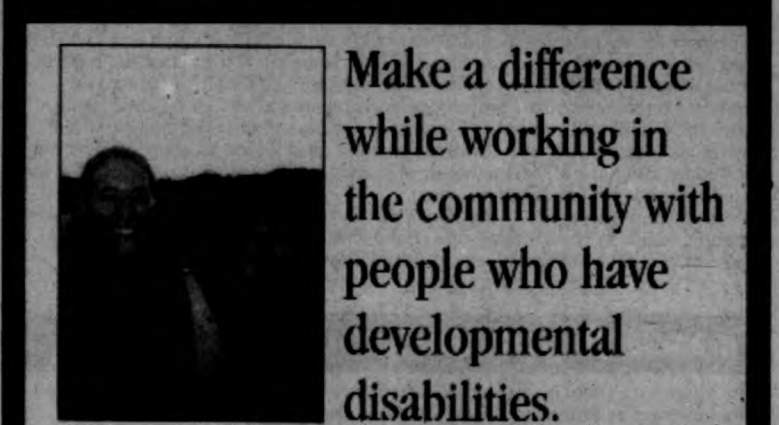 Make a difference
while working in
the community with
people who have
developmental
disabilities.